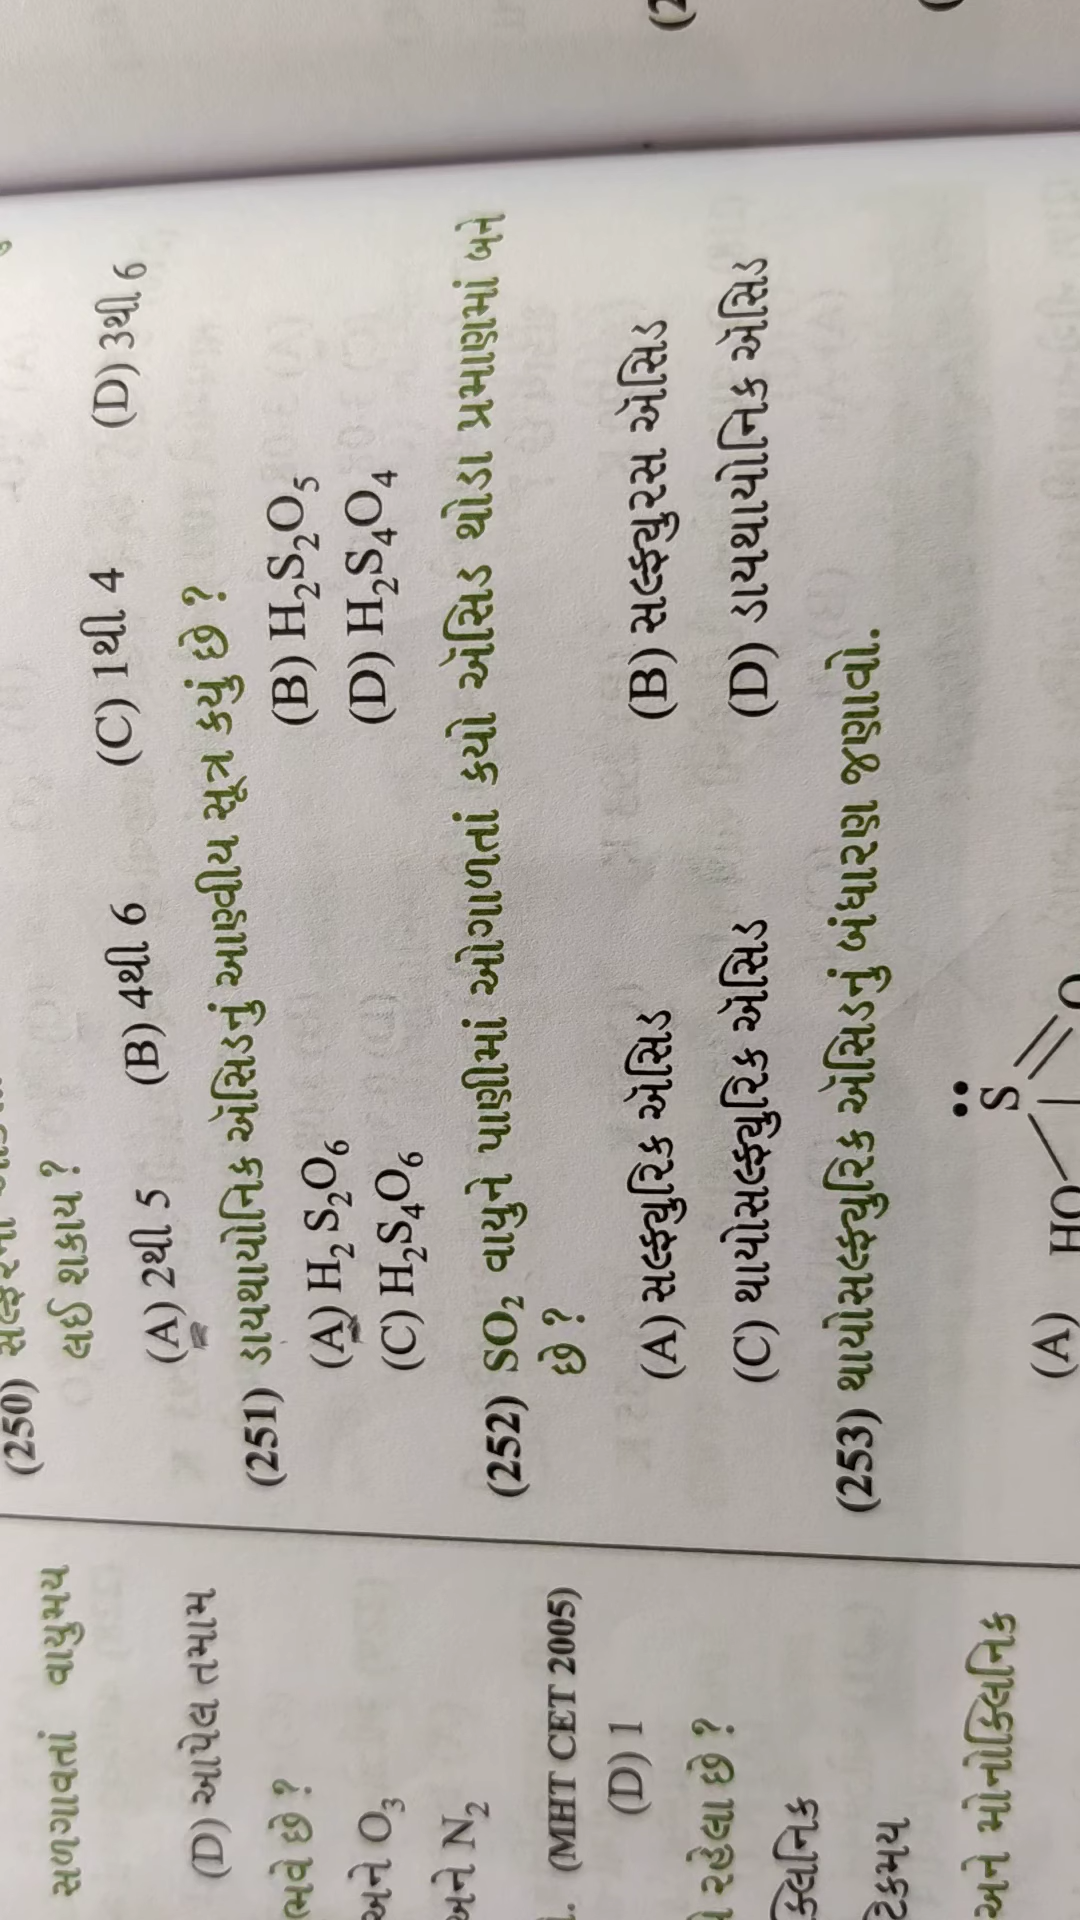 સળગાવતાં વાયુમય
(D) આપેલ તમામ
ભવે છે ?
અને O₃
અને N₂
(MHT CET 2005)
(D) 1
રહેલા છે ?
ક્લિનિક
ટેકમય
અને મોનોક્લિનિક
(250)
લઈ શકાય ?
(A) 2થી 5 (B) 4થી 6 (C) 1થી 4 (D) 3થી 6
(251) ડાયથાયોનિક ઍસિડનું આણ્વીય સૂત્ર કયું છે ?
(A) H₂S₂O₆ (B) H₂S₂O₅
(C) H₂S₄O₆ (D) H₂S₄O₄
(252) SO₂ વાયુને પાણીમાં ઓગાળતાં કયો ઍસિડ થોડા પ્રમાણમાં બને
છે ?
(A) સલ્ફ્યુરિક ઍસિડ (B) સલ્ફ્યુરસ ઍસિડ
(C) થાયોસલ્ફ્યુરિક ઍસિડ (D) ડાયથાયોનિક ઍસિડ
(253) થાયોસલ્ફ્યુરિક ઍસિડનું બંધારણ જણાવો.
S
(A) HO O